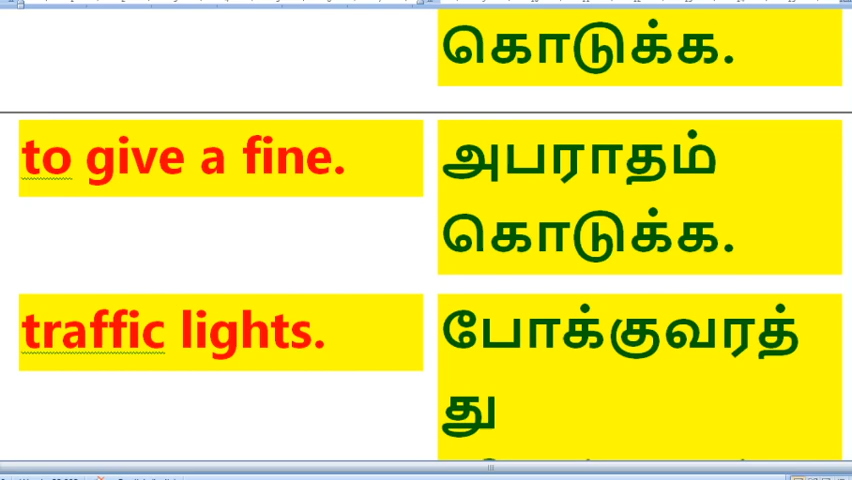 கொடுக்க.
to give a fine.
அபராதம்
கொடுக்க.
traffic lights.
போக்குவரத்
து